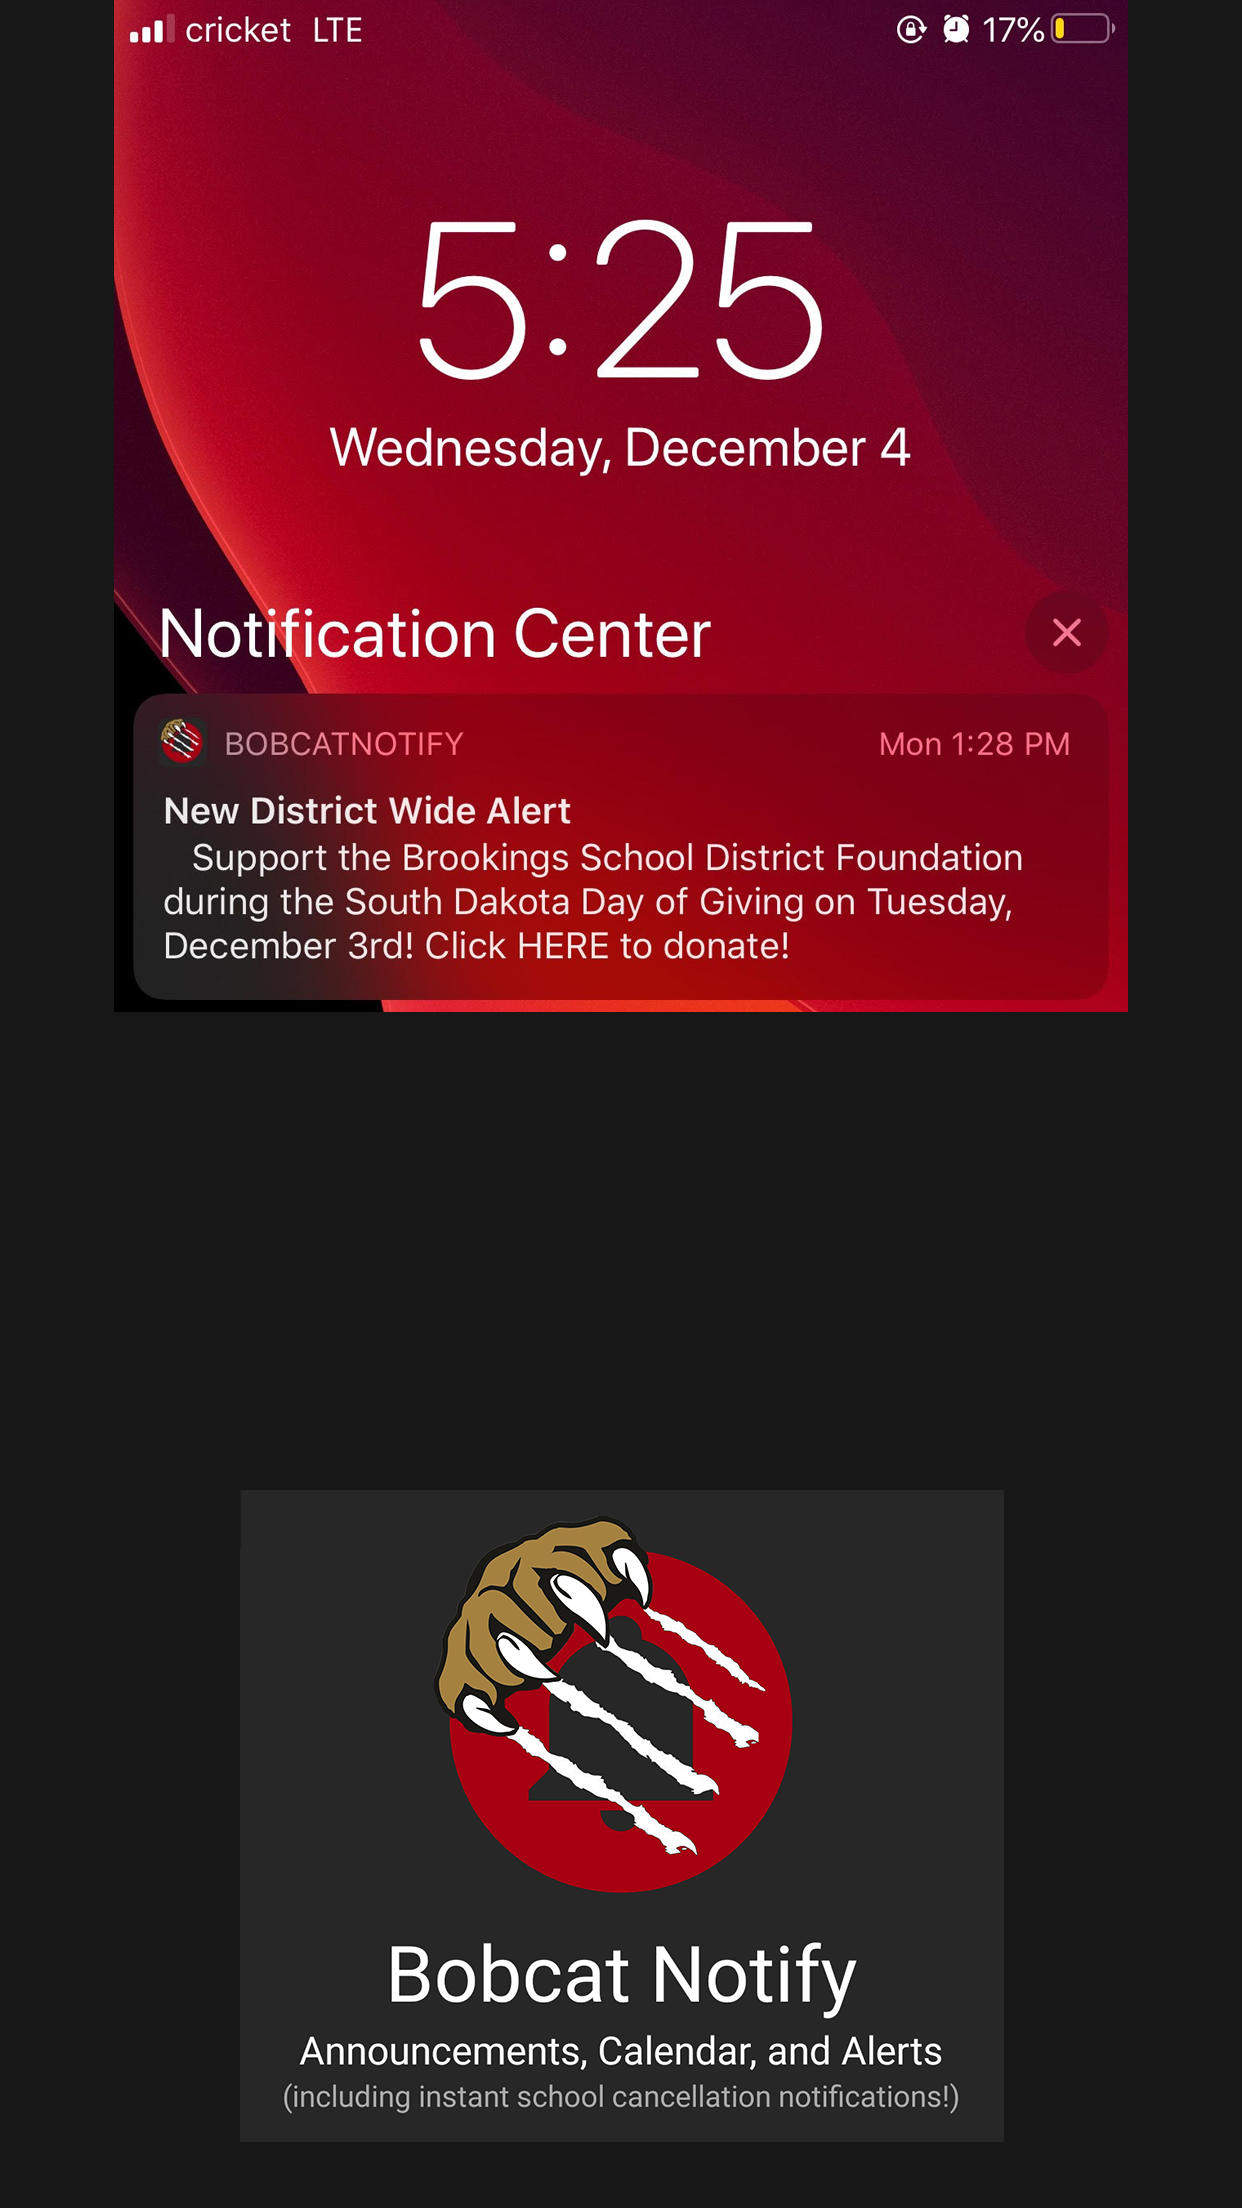 cricket LTE 17%
5:25
Wednesday, December 4
Notification Center
BOBCATNOTIFY Mon 1:28 PM
New District Wide Alert
Support the Brookings School District Foundation
during the South Dakota Day of Giving on Tuesday,
December 3rd! Click HERE to donate!
Bobcat Notify
Announcements, Calendar, and Alerts
(including instant school cancellation notifications!)